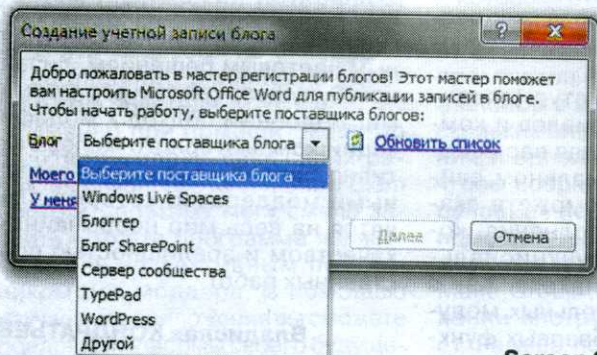 Создание учетной записи блога
Добро пожаловать в мастер регистрации блогов! Этот мастер поможет
вам настроить Microsoft Office Word для публикации записей в блоге.
Чтобы начать работу, выберите поставщика блогов:
Блог Выберите поставщика блога Обновить список
Моего Выберите поставщика блога
У меня Windows Live Spaces
Блоггер
Далее Отмена
Блог SharePoint
Сервер сообщества
TypePad
WordPress
Другой